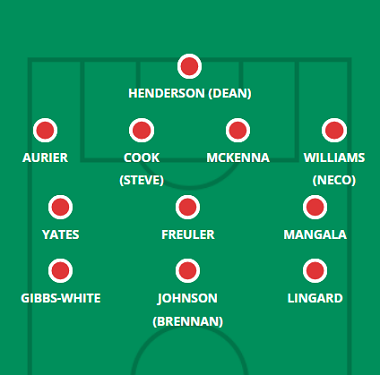 HENDERSON (DEAN)
AURIER COOK MCKENNA WILLIAMS
(STEVE) (NECO)
YATES FREULER MANGALA
GIBBS-WHITE JOHNSON LINGARD
(BRENNAN)